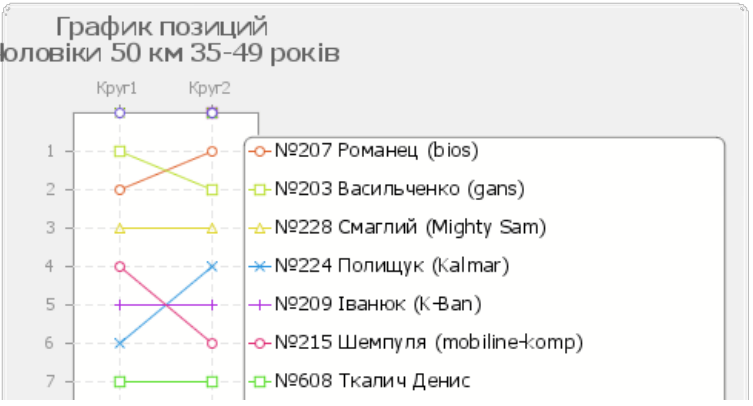 График позиций
оловіки 50 км 35-49 років
Круг1 Круг2
1 №207 Романец (bios)
2 №203 Васильченко (gans)
3 №228 Смаглий (Mighty Sam)
4 №224 Полищук (Kalmar)
5 №209 Іванюк (K-Ban)
6 №215 Шемпуля (mobiline-komp)
7 №608 Ткалич Денис